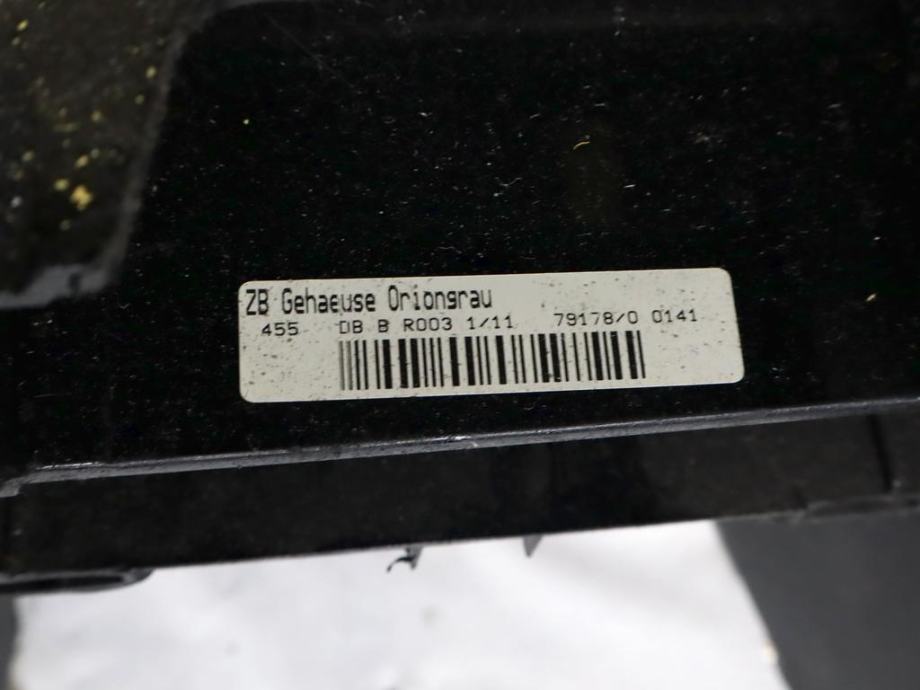 ZB Gehaeuse Oriongrau
455 DB B R003 1/11 79178/0 0141